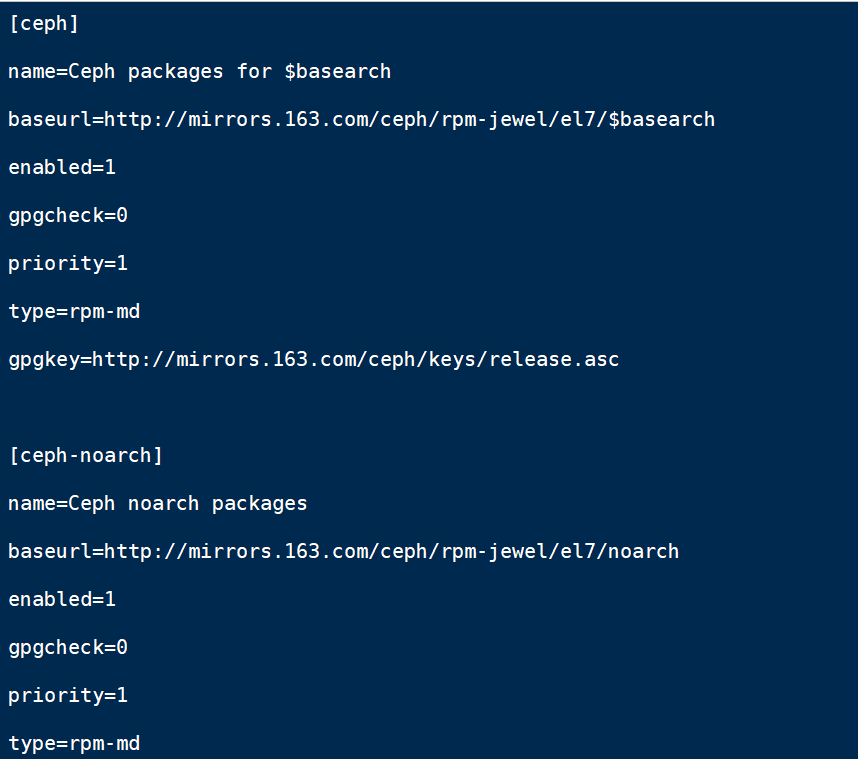 [ceph]
name=Ceph packages for $basearch
baseurl=http://mirrors.163.com/ceph/rpm-jewel/el7/$basearch
enabled=1
gpgcheck=0
priority=1
type=rpm-md
gpgkey=http://mirrors.163.com/ceph/keys/release.asc
[ceph-noarch]
name=Ceph noarch packages
baseurl=http://mirrors.163.com/ceph/rpm-jewel/el7/noarch
enabled=1
gpgcheck=0
priority=1
type=rpm-md